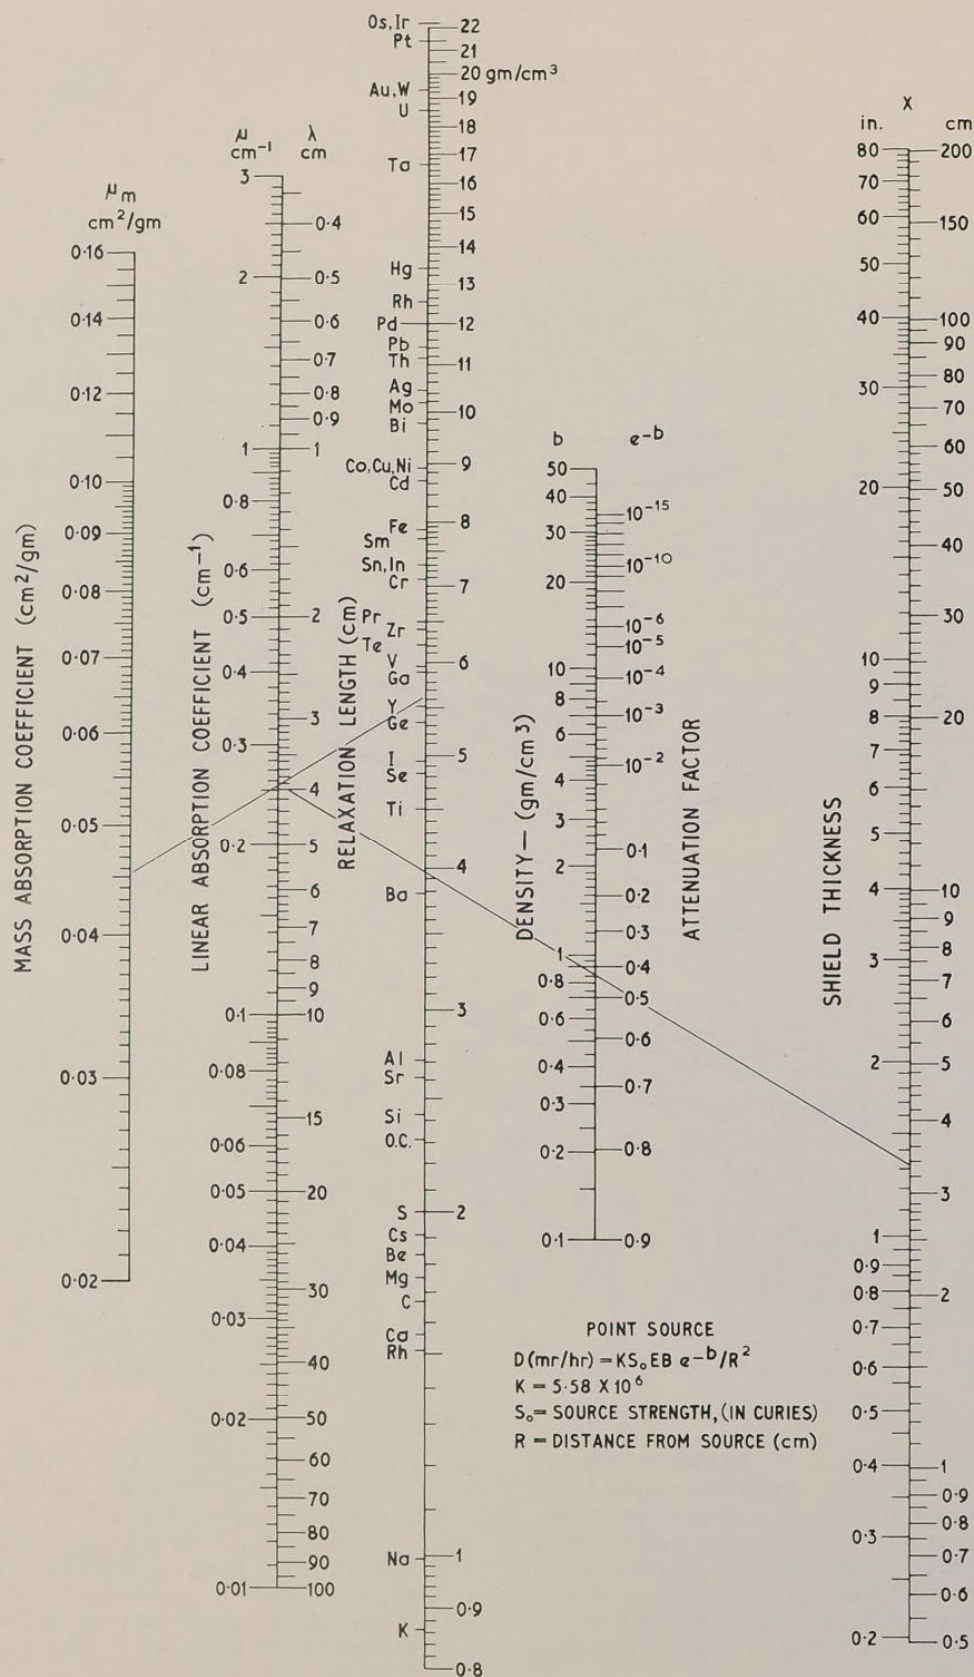 μm
cm²/gm
0·16
0·14
0·12
0·10
0·09
0·08
0·07
0·06
0·05
0·04
0·03
0·02
MASS ABSORPTION COEFFICIENT (cm²/gm)
μ
cm⁻¹
3
2
1
0·8
0·6
0·5
0·4
0·3
0·2
0·1
0·08
0·06
0·05
0·04
0·03
0·02
0·01
LINEAR ABSORPTION COEFFICIENT (cm⁻¹)
λ
cm
0·4
0·5
0·6
0·7
0·8
0·9
1
2
3
4
5
6
7
8
9
10
15
20
30
40
50
60
70
80
90
100
RELAXATION LENGTH (cm)
Os,Ir
Pt
Au,W
U
Ta
Hg
Rh
Pd
Pb
Th
Ag
Mo
Bi
Co,Cu,Ni
Cd
Fe
Sm
Sn,In
Cr
Pr
Zr
Te
V
Ga
Y
Ge
I
Se
Ti
Ba
Al
Sr
Si
O.C.
S
Cs
Be
Mg
C
Ca
Rh
Na
K
22
21
20 gm/cm³
19
18
17
16
15
14
13
12
11
10
9
8
7
6
5
4
3
2
1
0·9
0·8
DENSITY — (gm/cm³)
b
50
40
30
20
10
8
6
4
3
2
1
0·8
0·6
0·4
0·3
0·2
0·1
e⁻ᵇ
10⁻¹⁵
10⁻¹⁰
10⁻⁶
10⁻⁵
10⁻⁴
10⁻³
10⁻²
0·1
0·2
0·3
0·4
0·5
0·6
0·7
0·8
0·9
ATTENUATION FACTOR
POINT SOURCE
D(mr/hr) = KS₀EB e⁻ᵇ/R²
K = 5·58 X 10⁶
S₀ = SOURCE STRENGTH, (IN CURIES)
R = DISTANCE FROM SOURCE (cm)
SHIELD THICKNESS
X
in.
80
70
60
50
40
30
20
10
9
8
7
6
5
4
3
2
1
0·9
0·8
0·7
0·6
0·5
0·4
0·3
0·2
cm
200
150
100
90
80
70
60
50
40
30
20
10
9
8
7
6
5
4
3
2
1
0·9
0·8
0·7
0·6
0·5